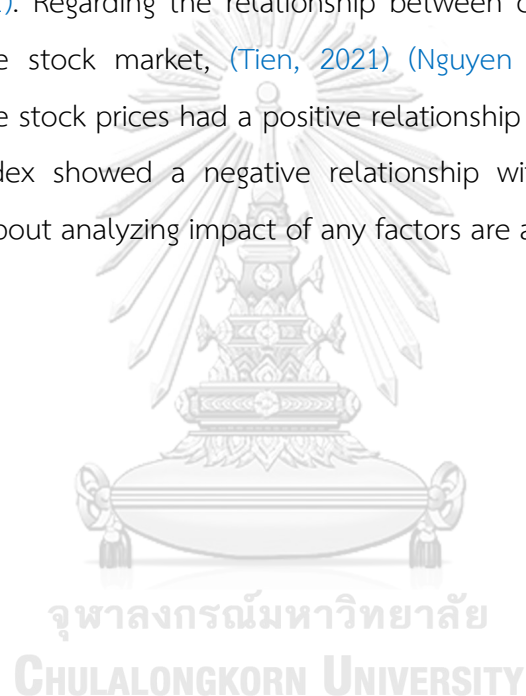 ). Regarding the relationship between
e stock market, (Tien, 2021) (Nguyen
e stock prices had a positive relationship
dex showed a negative relationship
bout analyzing impact of any factors are
จุฬาลงกรณ์มหาวิทยาลัย
CHULALONGKORN UNIVERSITY